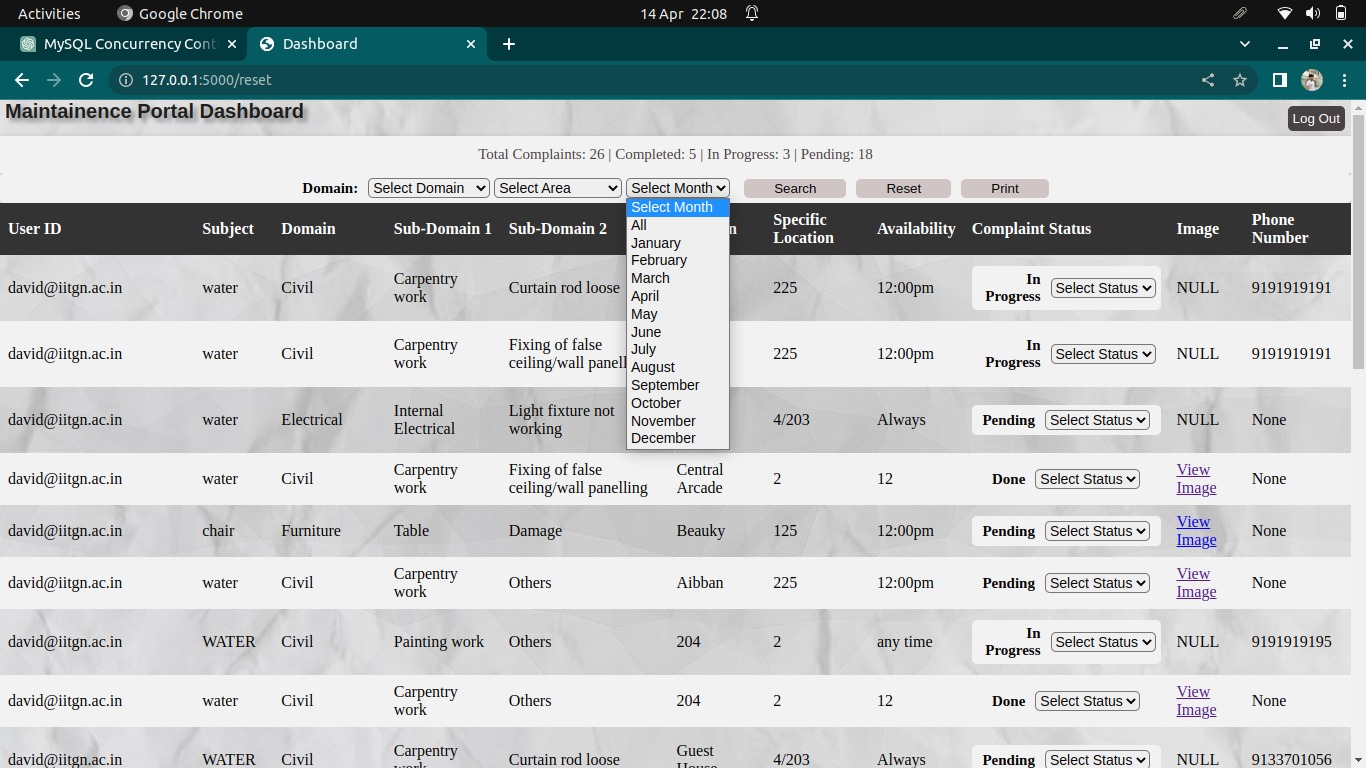 Activities Google Chrome 14 Apr 22:08
MySQL Concurrency Cont Dashboard
127.0.0.1:5000/reset
Maintainence Portal Dashboard
Log Out
Total Complaints: 26 | Completed: 5 | In Progress: 3 | Pending: 18
Domain: Select Domain Select Area Select Month Search Reset Print
Select Month
All
January
February
March
April
May
June
July
August
September
October
November
December
User ID Subject Domain Sub-Domain 1 Sub-Domain 2 n Specific Location Availability Complaint Status Image Phone Number
david@iitgn.ac.in water Civil Carpentry work Curtain rod loose 225 12:00pm In Progress Select Status NULL 9191919191
david@iitgn.ac.in water Civil Carpentry work Fixing of false ceiling/wall panell 225 12:00pm In Progress Select Status NULL 9191919191
david@iitgn.ac.in water Electrical Internal Electrical Light fixture not working 4/203 Always Pending Select Status NULL None
david@iitgn.ac.in water Civil Carpentry work Fixing of false ceiling/wall panelling Central Arcade 2 12 Done Select Status View Image None
david@iitgn.ac.in chair Furniture Table Damage Beauky 125 12:00pm Pending Select Status View Image None
david@iitgn.ac.in water Civil Carpentry work Others Aibban 225 12:00pm Pending Select Status View Image None
david@iitgn.ac.in WATER Civil Painting work Others 204 2 any time In Progress Select Status NULL 9191919195
david@iitgn.ac.in water Civil Carpentry work Others 204 2 12 Done Select Status View Image None
david@iitgn.ac.in WATER Civil Carpentry work Curtain rod loose Guest House 4/203 Always Pending Select Status NULL 9133701056